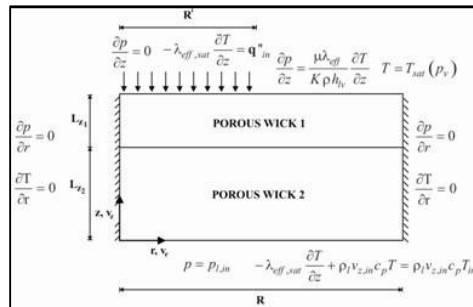 R'
∂p/∂z = 0   -λ_eff,sat ∂T/∂z = q"_in   ∂p/∂z = μλ_eff/Kρh_lv ∂T/∂z   T = T_sat(p_v)
L_z1
POROUS WICK 1
∂p/∂r = 0
∂p/∂r = 0
L_z2
∂T/∂r = 0
∂T/∂r = 0
POROUS WICK 2
z, v_z
r, v_r
p = p_l,in   -λ_eff,sat ∂T/∂z + ρ_l v_z,in c_p T = ρ_l v_z,in c_p T_in
R